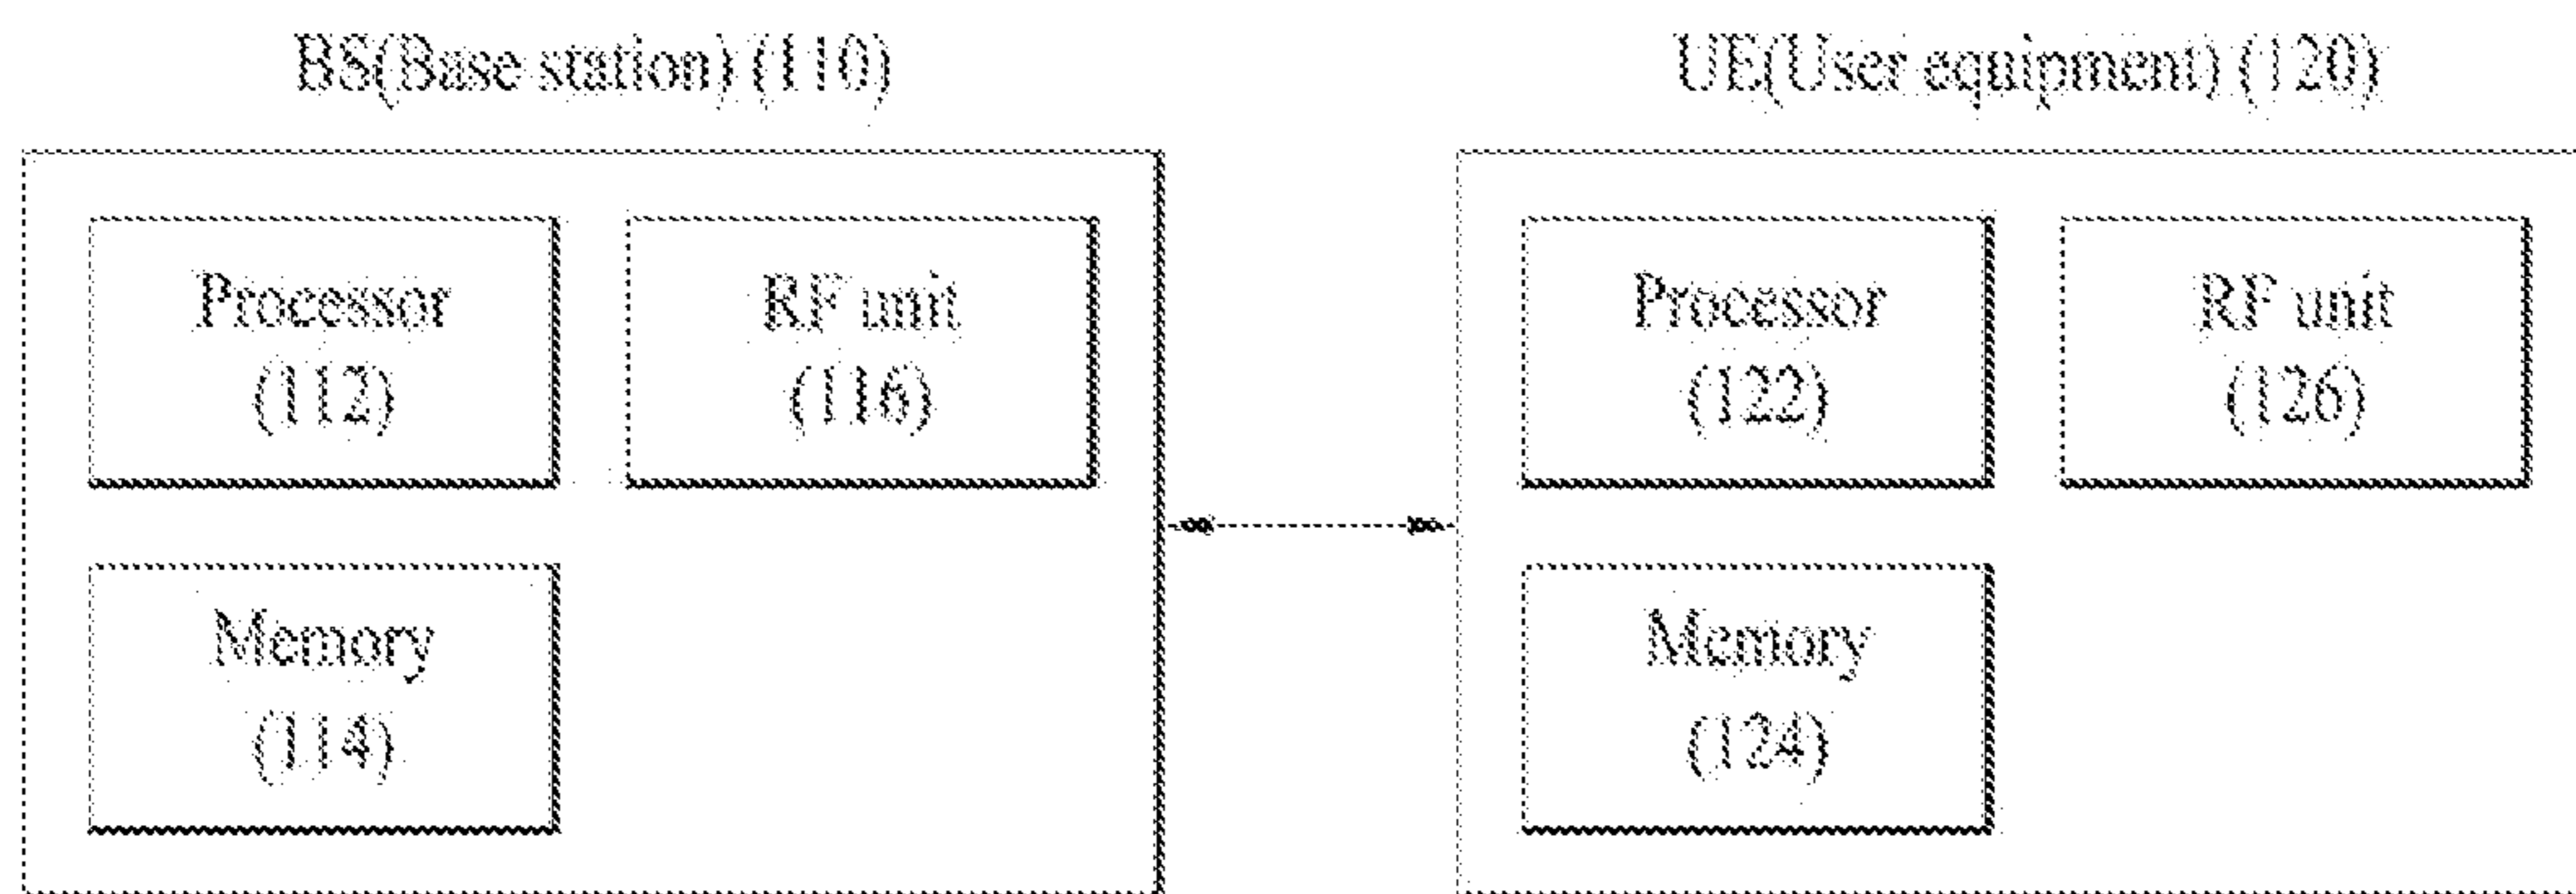 BS(Base station) (110)
UE(User equipment) (120)
Processor
(112)
RF unit
(116)
Memory
(114)
Processor
(122)
RF unit
(126)
Memory
(124)